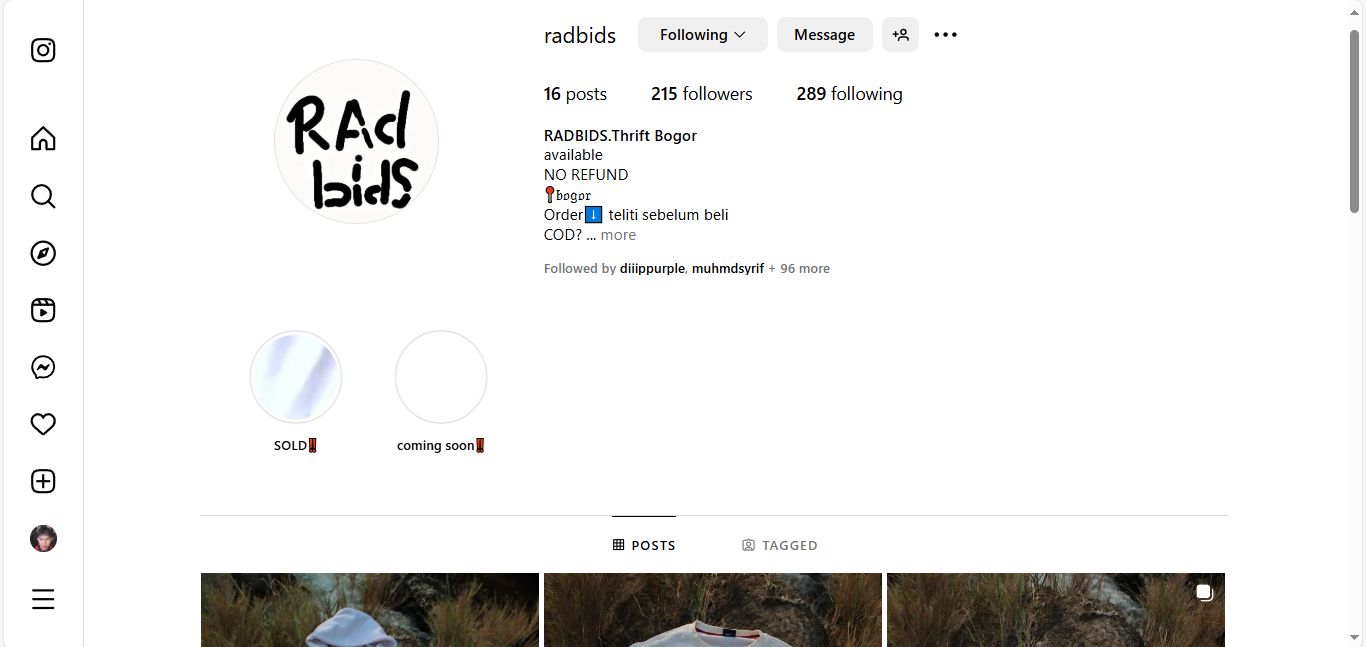 radbids Following Message
RAd
bids
16 posts 215 followers 289 following
RADBIDS.Thrift Bogor
available
NO REFUND
📍𝔟𝔬𝔤𝔬𝔯
Order⬇️ teliti sebelum beli
COD? ... more
Followed by diiippurple, muhmdsyrif + 96 more
SOLD‼️ coming soon‼️
POSTS TAGGED